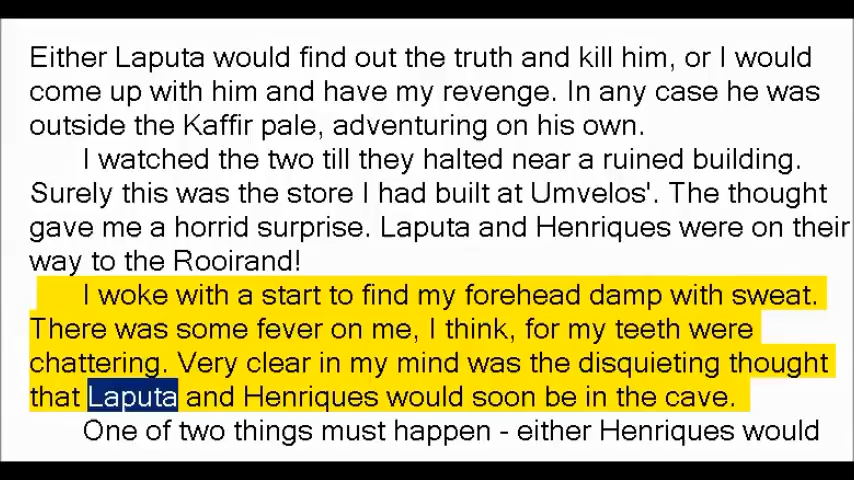 Either Laputa would find out the truth and kill him, or I would
come up with him and have my revenge. In any case he was
outside the Kaffir pale, adventuring on his own.
I watched the two till they halted near a ruined building.
Surely this was the store I had built at Umvelos'. The thought
gave me a horrid surprise. Laputa and Henriques were on their
way to the Rooirand!
I woke with a start to find my forehead damp with sweat.
There was some fever on me, I think, for my teeth were
chattering. Very clear in my mind was the disquieting thought
that Laputa and Henriques would soon be in the cave.
One of two things must happen - either Henriques would